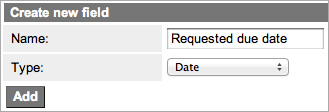 Create new field
Name: Requested due date
Type: Date
Add